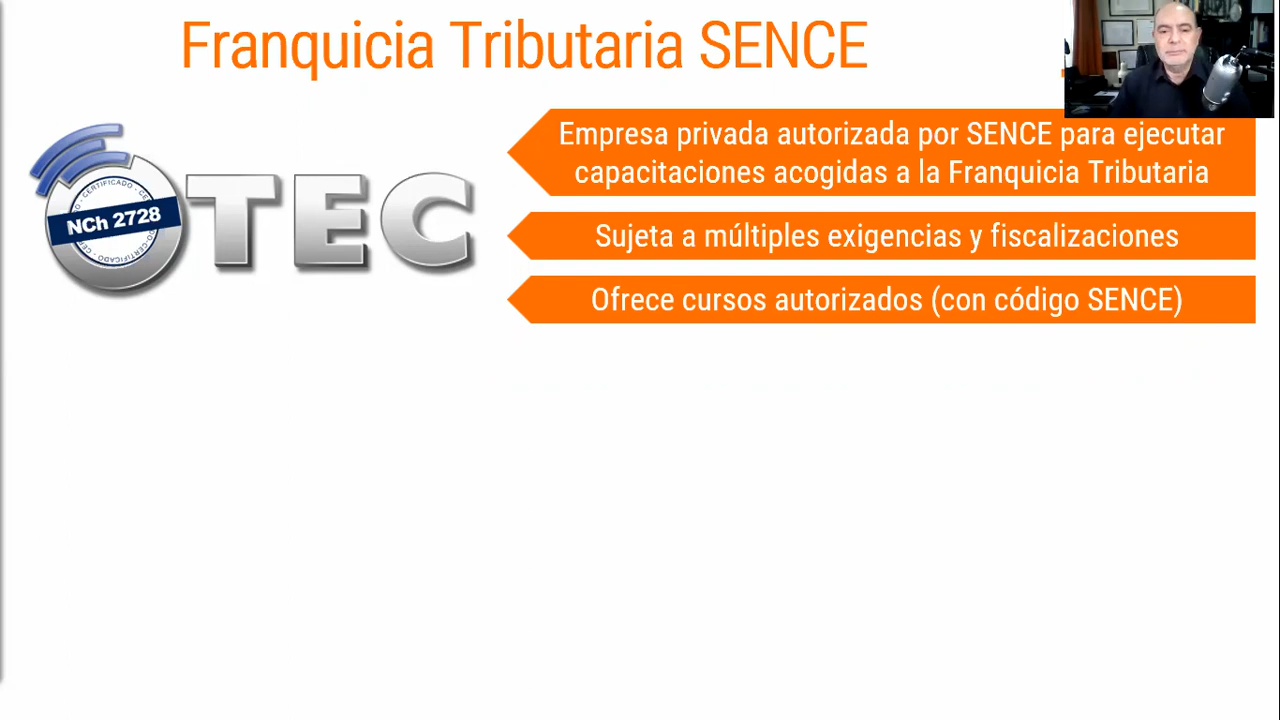 Franquicia Tributaria SENCE
Empresa privada autorizada por SENCE para ejecutar
capacitaciones acogidas a la Franquicia Tributaria
CERTIFICADO
NCh 2728
TEC
CERTIFICADO
Sujeta a múltiples exigencias y fiscalizaciones
Ofrece cursos autorizados (con código SENCE)